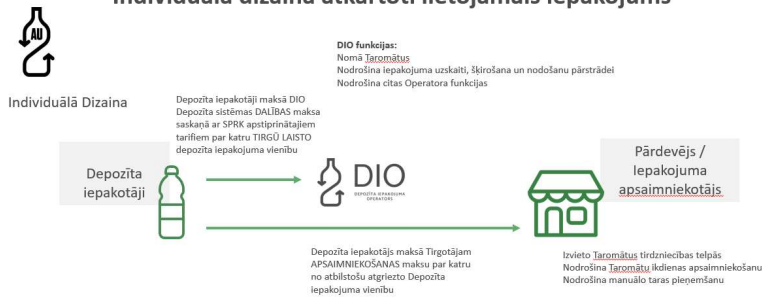 Individuāla dizaina atkārtoti lietojamais iepakojums
AU
DIO funkcijas:
Nomā Taromātus
Nodrošina iepakojuma uzskaiti, šķirošana un nodošanu pārstrādei
Nodrošina citas Operatora funkcijas
Individuālā Dizaina
Depozīta iepakotāji maksā DIO
Depozīta sistēmas DALĪBAS maksa
saskaņā ar SPRK apstiprinātajiem
tarifiem par katru TIRGŪ LAISTO
depozīta iepakojuma vienību
Depozīta
iepakotāji
DIO
DEPOZĪTA IEPAKOJUMA
OPERATORS
Pārdevējs /
Iepakojuma
apsaimniekotājs
Depozīta iepakotājs maksā Tirgotājam
APSAIMNIEKOŠANAS maksu par katru
no atbilstošu atgriezto Depozīta
iepakojuma vienību
Izvieto Taromātus tirdzniecības telpās
Nodrošina Taromātu ikdienas apsaimniekošanu
Nodrošina manuālo taras pieņemšanu